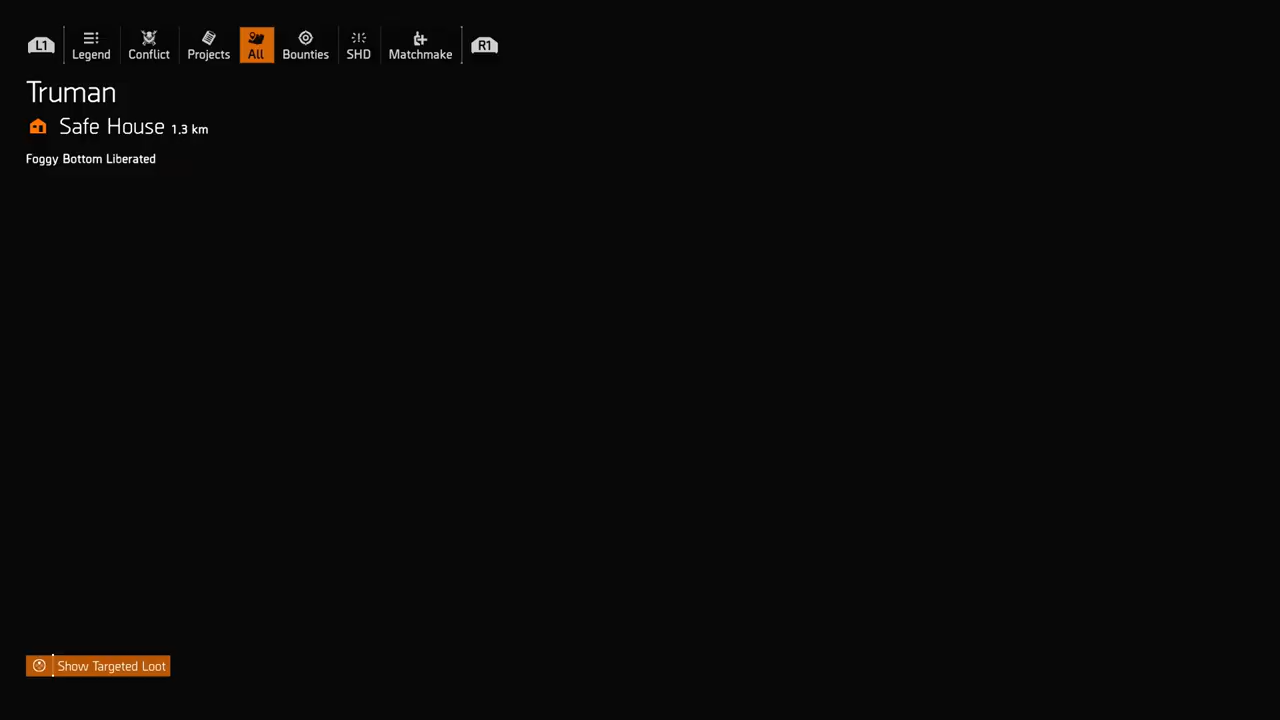 L1 Legend Conflict Projects All Bounties SHD Matchmake R1
Truman
Safe House 1.3 km
Foggy Bottom Liberated
Show Targeted Loot